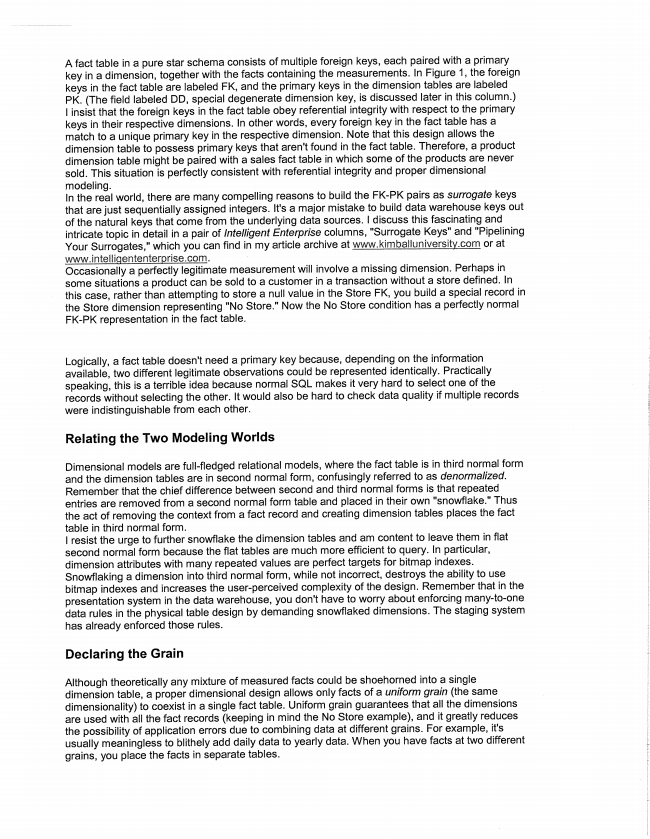 A fact table in a pure star schema consists of multiple foreign keys, each paired with a primary
key in a dimension, together with the facts containing the measurements. In Figure 1, the foreign
keys in the fact table are labeled FK, and the primary keys in the dimension tables are labeled
PK. (The field labeled DD, special degenerate dimension key, is discussed later in this column.)
I insist that the foreign keys in the fact table obey referential integrity with respect to the primary
keys in their respective dimensions. In other words, every foreign key in the fact table has a
match to a unique primary key in the respective dimension. Note that this design allows the
dimension table to possess primary keys that aren't found in the fact table. Therefore, a product
dimension table might be paired with a sales fact table in which some of the products are never
sold. This situation is perfectly consistent with referential integrity and proper dimensional
modeling.
In the real world, there are many compelling reasons to build the FK-PK pairs as surrogate keys
that are just sequentially assigned integers. It's a major mistake to build data warehouse keys out
of the natural keys that come from the underlying data sources. I discuss this fascinating and
intricate topic in detail in a pair of Intelligent Enterprise columns, "Surrogate Keys" and "Pipelining
Your Surrogates," which you can find in my article archive at www.kimballuniversity.com or at
www.intelligententerprise.com.
Occasionally a perfectly legitimate measurement will involve a missing dimension. Perhaps in
some situations a product can be sold to a customer in a transaction without a store defined. In
this case, rather than attempting to store a null value in the Store FK, you build a special record in
the Store dimension representing "No Store." Now the No Store condition has a perfectly normal
FK-PK representation in the fact table.
Logically, a fact table doesn't need a primary key because, depending on the information
available, two different legitimate observations could be represented identically. Practically
speaking, this is a terrible idea because normal SQL makes it very hard to select one of the
records without selecting the other. It would also be hard to check data quality if multiple records
were indistinguishable from each other.
Relating the Two Modeling Worlds
Dimensional models are full-fledged relational models, where the fact table is in third normal form
and the dimension tables are in second normal form, confusingly referred to as denormalized.
Remember that the chief difference between second and third normal forms is that repeated
entries are removed from a second normal form table and placed in their own "snowflake." Thus
the act of removing the context from a fact record and creating dimension tables places the fact
table in third normal form.
I resist the urge to further snowflake the dimension tables and am content to leave them in flat
second normal form because the flat tables are much more efficient to query. In particular,
dimension attributes with many repeated values are perfect targets for bitmap indexes.
Snowflaking a dimension into third normal form, while not incorrect, destroys the ability to use
bitmap indexes and increases the user-perceived complexity of the design. Remember that in the
presentation system in the data warehouse, you don't have to worry about enforcing many-to-one
data rules in the physical table design by demanding snowflaked dimensions. The staging system
has already enforced those rules.
Declaring the Grain
Although theoretically any mixture of measured facts could be shoehorned into a single
dimension table, a proper dimensional design allows only facts of a uniform grain (the same
dimensionality) to coexist in a single fact table. Uniform grain guarantees that all the dimensions
are used with all the fact records (keeping in mind the No Store example), and it greatly reduces
the possibility of application errors due to combining data at different grains. For example, it's
usually meaningless to blithely add daily data to yearly data. When you have facts at two different
grains, you place the facts in separate tables.